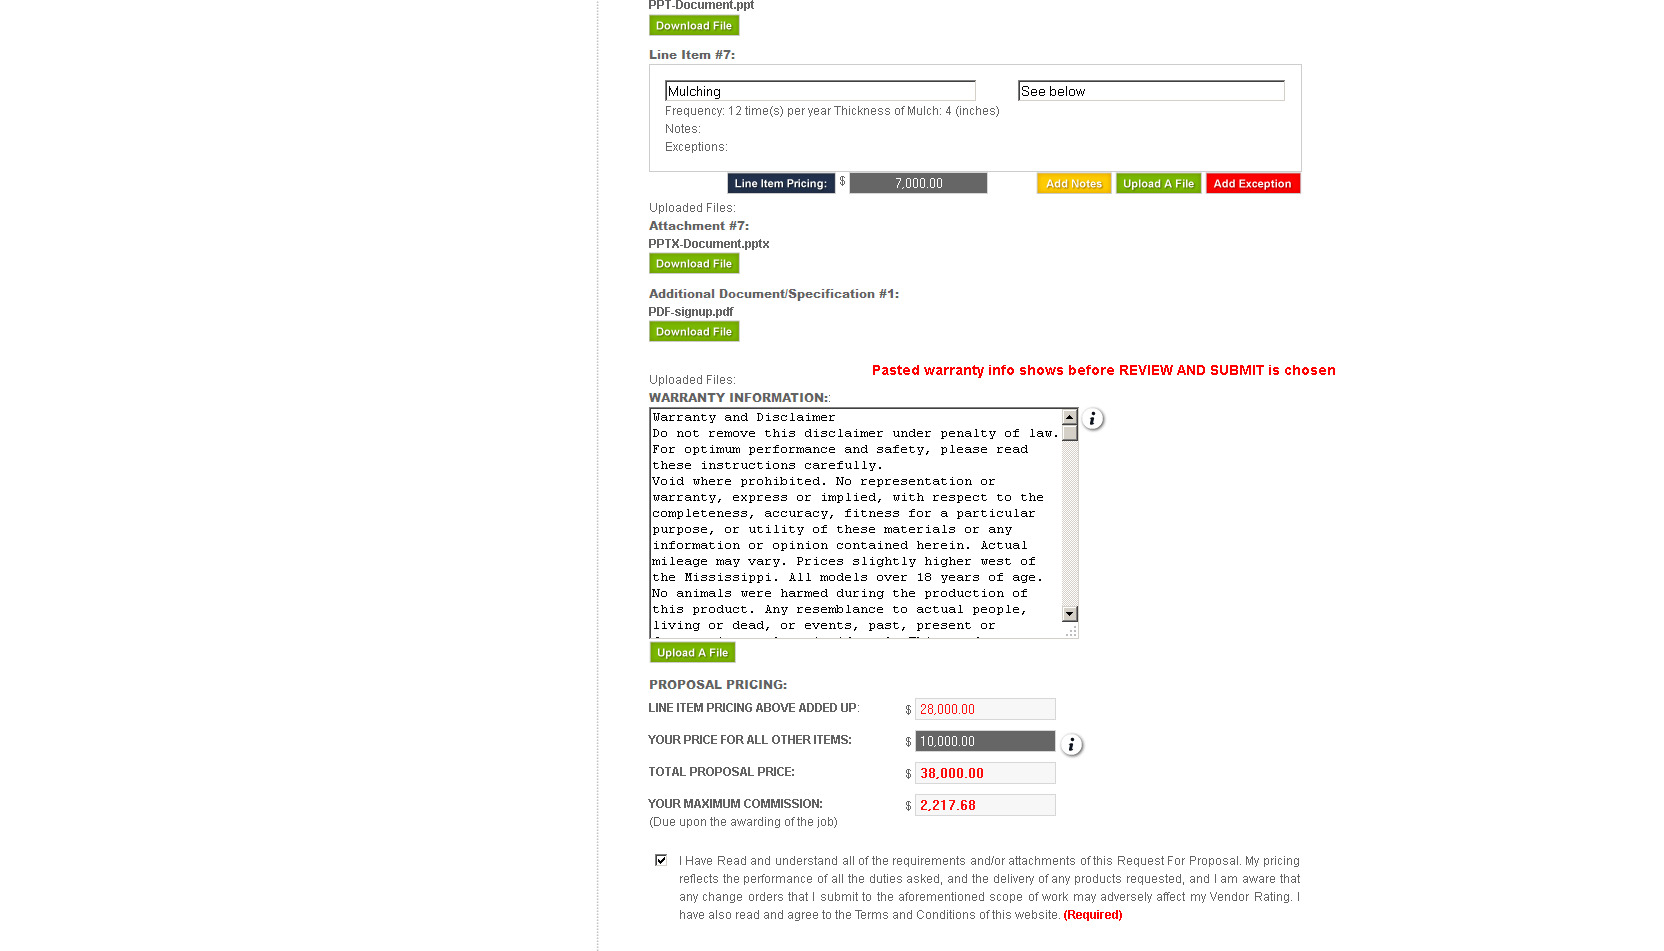 PPT-Document.ppt
Download File
Line Item #7:
Mulching
See below
Frequency: 12 time(s) per year Thickness of Mulch: 4 (inches)
Notes:
Exceptions:
Line Item Pricing: $ 7,000.00
Add Notes Upload A File Add Exception
Uploaded Files:
Attachment #7:
PPTX-Document.pptx
Download File
Additional Document/Specification #1:
PDF-signup.pdf
Download File
Pasted warranty info shows before REVIEW AND SUBMIT is chosen
Uploaded Files:
WARRANTY INFORMATION::
Warranty and Disclaimer
Do not remove this disclaimer under penalty of law.
For optimum performance and safety, please read
these instructions carefully.
Void where prohibited. No representation or
warranty, express or implied, with respect to the
completeness, accuracy, fitness for a particular
purpose, or utility of these materials or any
information or opinion contained herein. Actual
mileage may vary. Prices slightly higher west of
the Mississippi. All models over 18 years of age.
No animals were harmed during the production of
this product. Any resemblance to actual people,
living or dead, or events, past, present or
i
Upload A File
PROPOSAL PRICING:
LINE ITEM PRICING ABOVE ADDED UP: $ 28,000.00
YOUR PRICE FOR ALL OTHER ITEMS: $ 10,000.00 i
TOTAL PROPOSAL PRICE: $ 38,000.00
YOUR MAXIMUM COMMISSION: $ 2,217.68
(Due upon the awarding of the job)
I Have Read and understand all of the requirements and/or attachments of this Request For Proposal. My pricing
reflects the performance of all the duties asked, and the delivery of any products requested, and I am aware that
any change orders that I submit to the aforementioned scope of work may adversely affect my Vendor Rating. I
have also read and agree to the Terms and Conditions of this website. (Required)